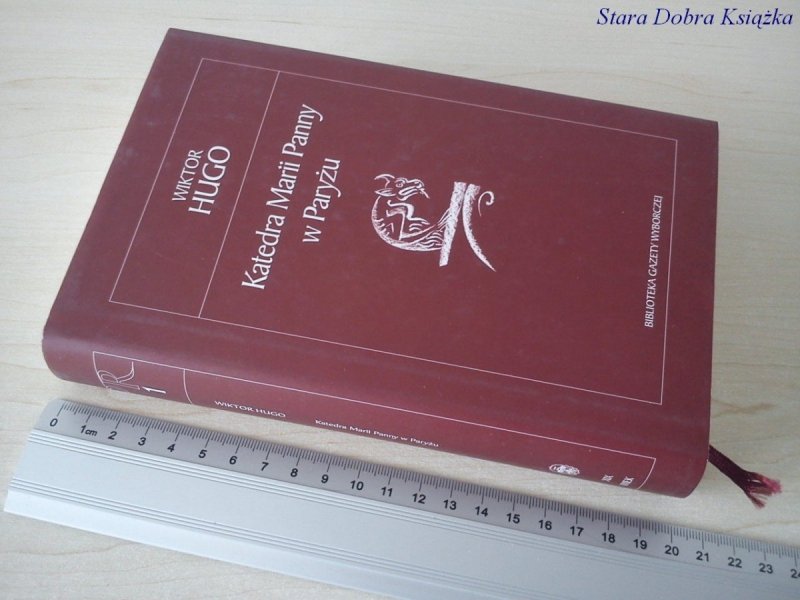 Stara Dobra Książka
WIKTOR
HUGO
Katedra Marii Panny
w Paryżu
BIBLIOTEKA GAZETY WYBORCZEJ
R
1
WIKTOR HUGO Katedra Marii Panny w Paryżu
XIX
WIEK
0 1cm 2 3 4 5 6 7 8 9 10 11 12 13 14 15 16 17 18 19 20 21 22 23 24